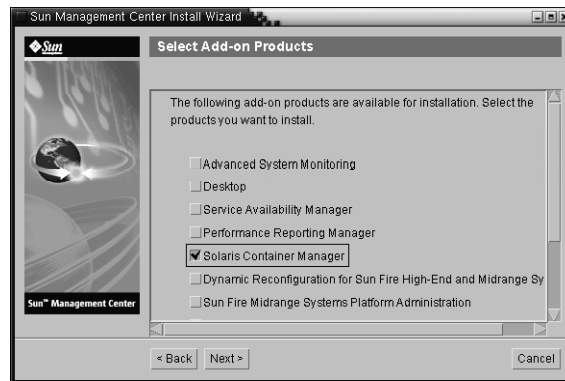 Sun Management Center Install Wizard
Sun
Select Add-on Products
The following add-on products are available for installation. Select the
products you want to install.
Advanced System Monitoring
Desktop
Service Availability Manager
Performance Reporting Manager
Solaris Container Manager
Dynamic Reconfiguration for Sun Fire High-End and Midrange Sy
Sun Fire Midrange Systems Platform Administration
Sun™ Management Center
< Back
Next >
Cancel